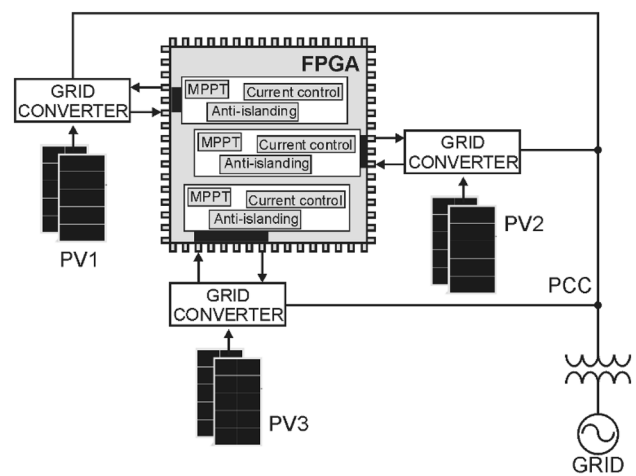 FPGA
GRID
CONVERTER
MPPT
Current control
Anti-islanding
MPPT
Current control
Anti-islanding
GRID
CONVERTER
MPPT
Current control
Anti-islanding
PV1
PV2
PCC
GRID
CONVERTER
PV3
GRID